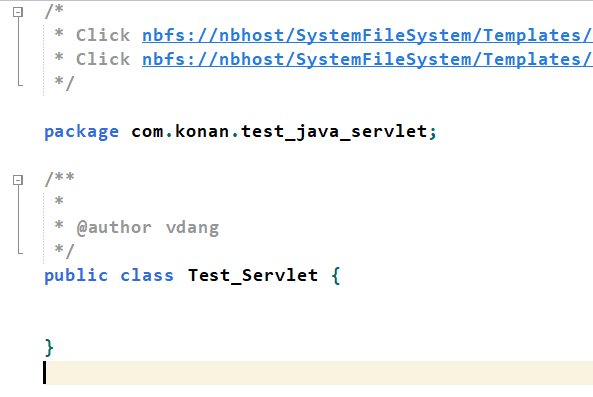 /*
* Click nbfs://nbhost/SystemFileSystem/Templates/
* Click nbfs://nbhost/SystemFileSystem/Templates/
*/
package com.konan.test_java_servlet;
/**
*
* @author vdang
*/
public class Test_Servlet {
}